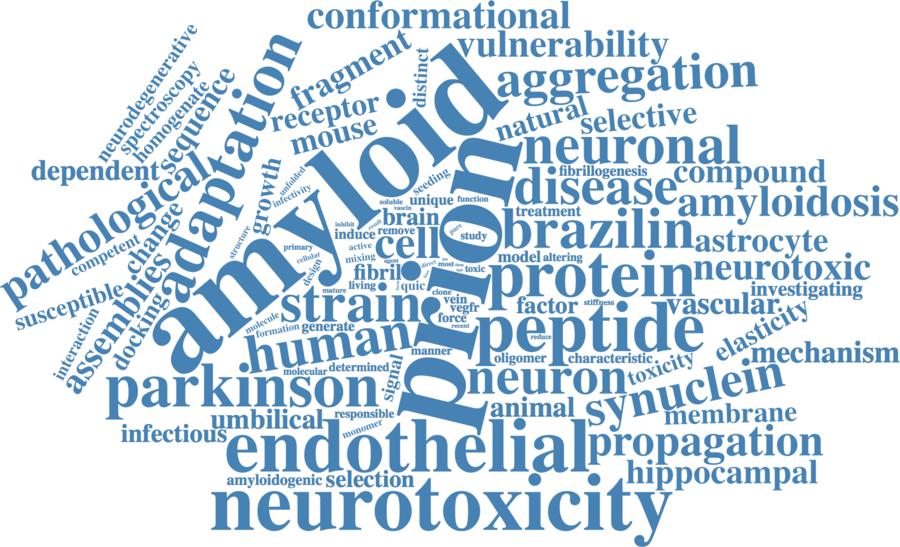 conformational
vulnerability
distinct
fragment
aggregation
neurodegenerative
spectroscopy
homogenate
sequence
adaptation
receptor
mouse
amyloid
natural
selective
neuronal
dependent
pathological
growth
unfolded
infectivity
seeding
fibrillogenesis
compound
disease
amyloidosis
unique
function
soluble
vascin
brain
treatment
prion
pure
study
brazilin
astrocyte
change
competent
structure
inhibit
result
induce
remove
cell
active
primary
cellular
mixing
agent
model
altering
direct
most
toxic
protein
neurotoxic
susceptible
assemblies
design
fibril
living
quic
clone
investigating
mature
strain
vein
vegfr
factor
stiffness
vascular
interaction
docking
molecule
formation
generate
force
recent
peptide
reduce
elasticity
human
manner
oligomer
characteristic
mechanism
molecular
determined
signal
parkinson
neuron
toxicity
synuclein
umbilical
responsible
animal
membrane
infectious
monomer
endothelial
propagation
amyloidogenic
selection
hippocampal
neurotoxicity